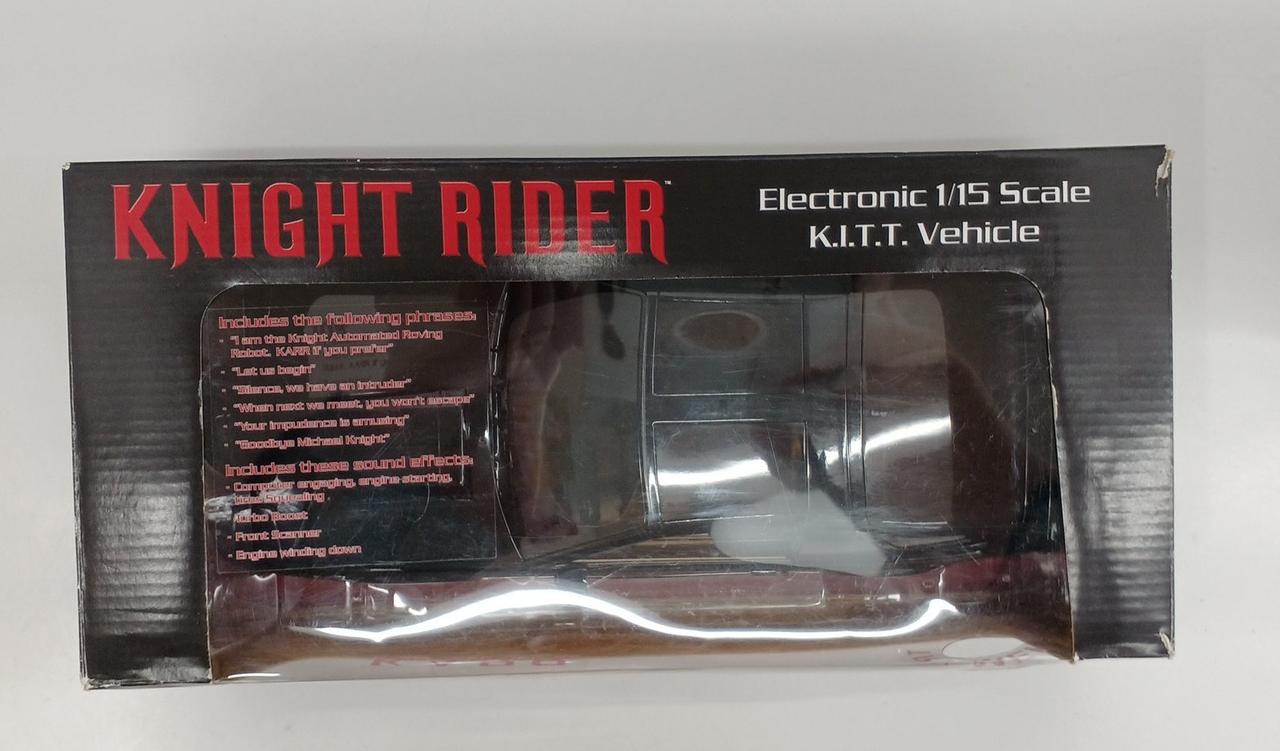 KNIGHT RIDER™
Electronic 1/15 Scale
K.I.T.T. Vehicle
Includes the following phrases:
- "I am the Knight Automated Roving
Robot. KARR if you prefer"
- "Let us begin"
- "Silence, we have an intruder"
- "When next we meet, you won't escape"
- "Your impudence is amusing"
- "Goodbye Michael Knight"
Includes these sound effects:
- Computer engaging, engine starting,
tires squealing
- Turbo Boost
- Front Scanner
- Engine winding down